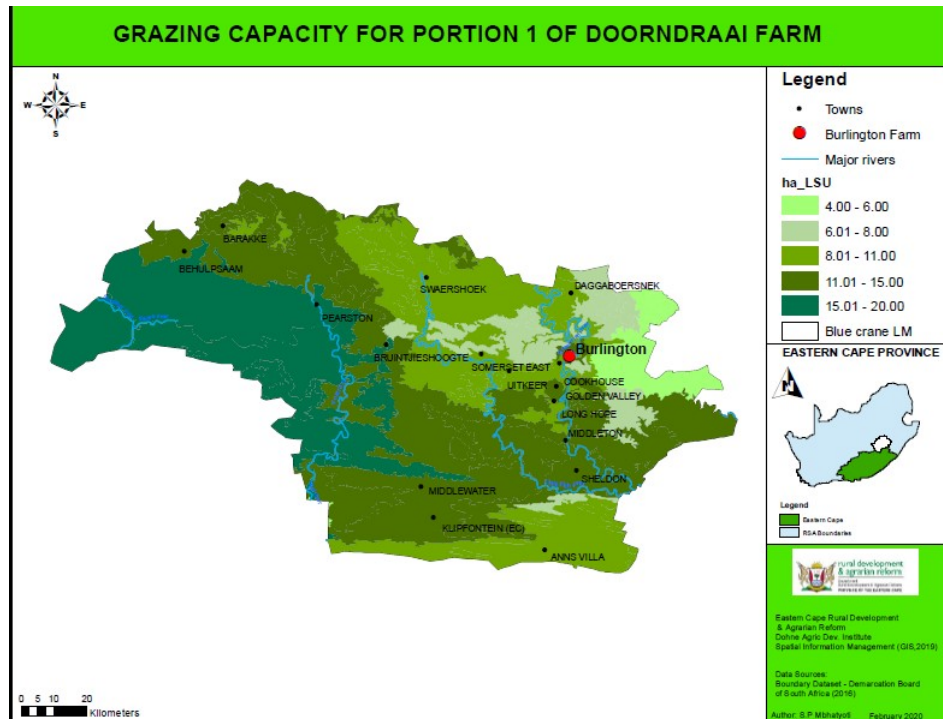 GRAZING CAPACITY FOR PORTION 1 OF DOORNDRAAI FARM
N
W
E
S
BARAKKE
BEHULPSAAM
SWAERSHOEK
DAGGABOERSNEK
PEARSTON
BRUINTJIESHOOGTE
Burlington
SOMERSET EAST
UITKEER
COOKHOUSE
GOLDEN VALLEY
LONG HOPE
MIDDLETON
SHELDON
MIDDLEWATER
KLIPFONTEIN (EC)
ANNS VILLA
0 5 10 20
Kilometers
Legend
Towns
Burlington Farm
Major rivers
ha_LSU
4.00 - 6.00
6.01 - 8.00
8.01 - 11.00
11.01 - 15.00
15.01 - 20.00
Blue crane LM
EASTERN CAPE PROVINCE
N
Legend
Eastern Cape
RSA Boundaries
rural development
& agrarian reform
Eastern Cape Rural Development
& Agrarian Reform
Dohne Agric Dev. Institute
Spatial Information Management (GIS,2019)
Data Sources:
Boundary Dataset - Demarcation Board
of South Africa (2016)
Author: S.P Mbhatyoti February 2020